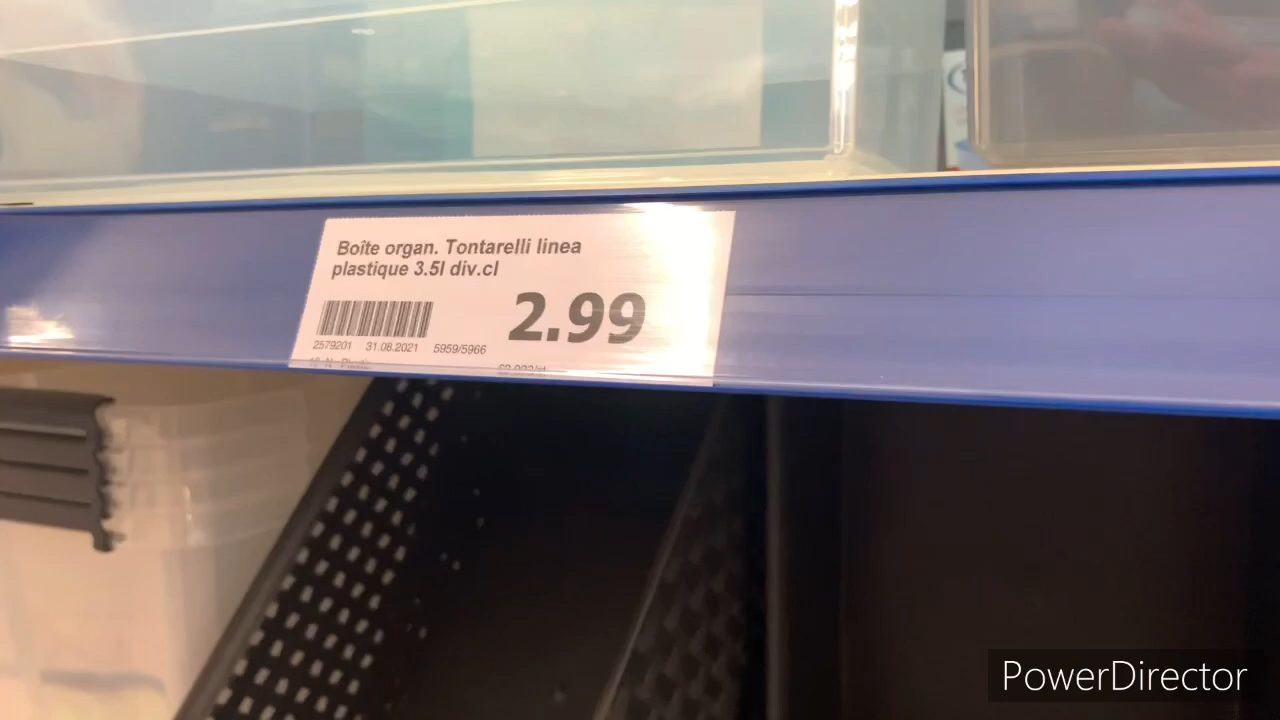 Boîte organ. Tontarelli linea
plastique 3.5l div.cl
2.99
2579201 31.08.2021 5959/5966
PowerDirector